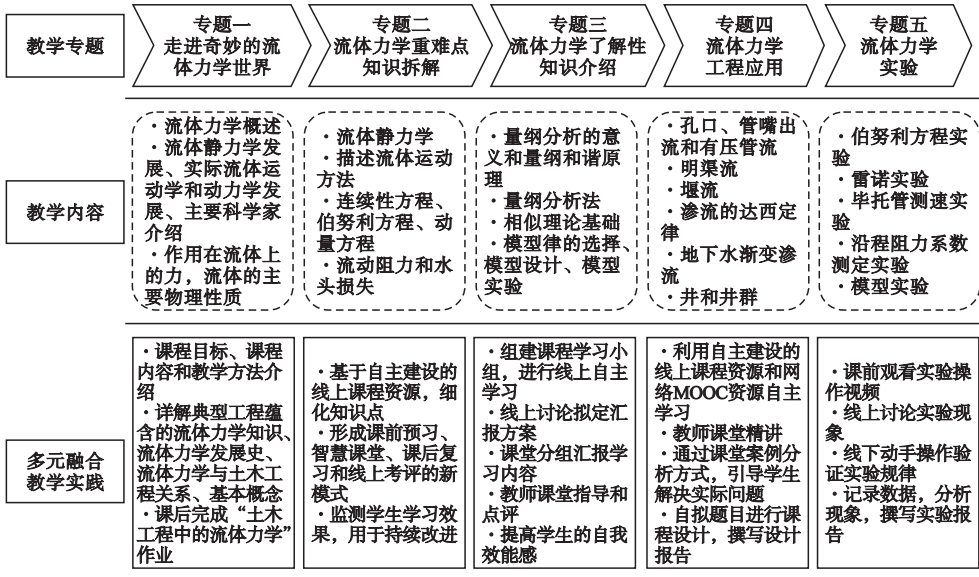 教学专题
专题一
走进奇妙的流
体力学世界
专题二
流体力学重难点
知识拆解
专题三
流体力学了解性
知识介绍
专题四
流体力学
工程应用
专题五
流体力学
实验
教学内容
·流体力学概述
·流体静力学发
展、实际流体运
动学和动力学发
展、主要科学家
介绍
·作用在流体上
的力，流体的主
要物理性质
·流体静力学
·描述流体运动
方法
·连续性方程、
伯努利方程、动
量方程
·流动阻力和水
头损失
·量纲分析的意
义和量纲和谐原
理
·量纲分析法
·相似理论基础
·模型律的选择、
模型设计、模型
实验
·孔口、管嘴出
流和有压管流
·明渠流
·堰流
·渗流的达西定
律
·地下水渐变渗
流
·井和井群
·伯努利方程实
验
·雷诺实验
·毕托管测速实
验
·沿程阻力系数
测定实验
·模型实验
多元融合
教学实践
·课程目标、课程
内容和教学方法介
绍
·详解典型工程蕴
含的流体力学知识、
流体力学发展史、
流体力学与土木工
程关系、基本概念
·课后完成“土木
工程中的流体力学”
作业
·基于自主建设的
线上课程资源，细
化知识点
·形成课前预习、
智慧课堂、课后复
习和线上考评的新
模式
·监测学生学习效
果，用于持续改进
·组建课程学习小
组，进行线上自主
学习
·线上讨论拟定汇
报方案
·课堂分组汇报学
习内容
·教师课堂指导和
点评
·提高学生的自我
效能感
·利用自主建设的
线上课程资源和网
络MOOC资源自主
学习
·教师课堂精讲
·通过课堂案例分
析方式，引导学生
解决实际问题
·自拟题目进行课
程设计，撰写设计
报告
·课前观看实验操
作视频
·线上讨论实验现
象
·线下动手操作验
证实验规律
·记录数据，分析
现象，撰写实验报
告